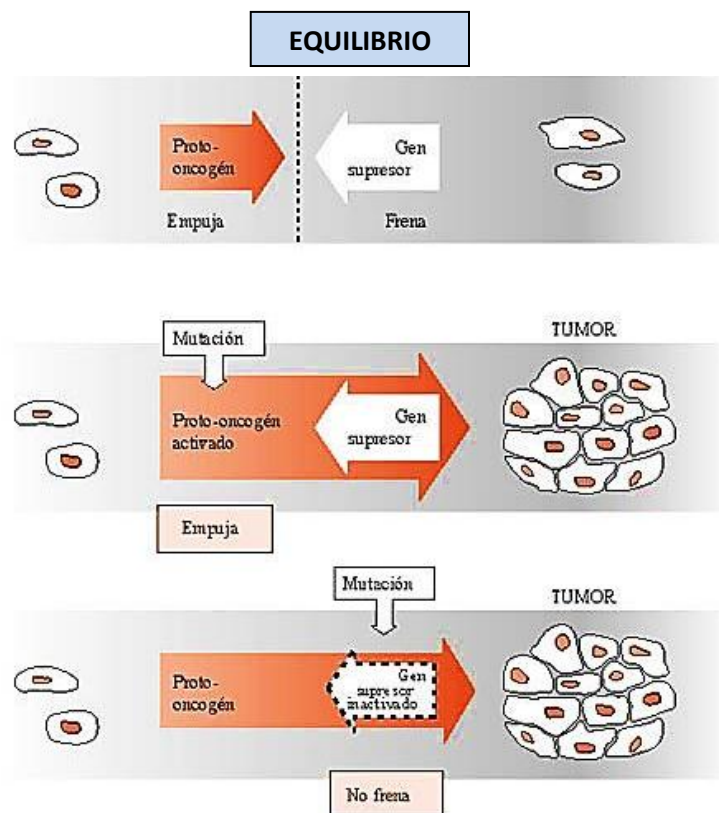 EQUILIBRIO
Proto-
oncogén
Gen
supresor
Empuja
Frena
Mutación
TUMOR
Proto-oncogén
activado
Gen
supresor
Empuja
Mutación
TUMOR
Proto-
oncogén
Gen
supresor
inactivado
No frena